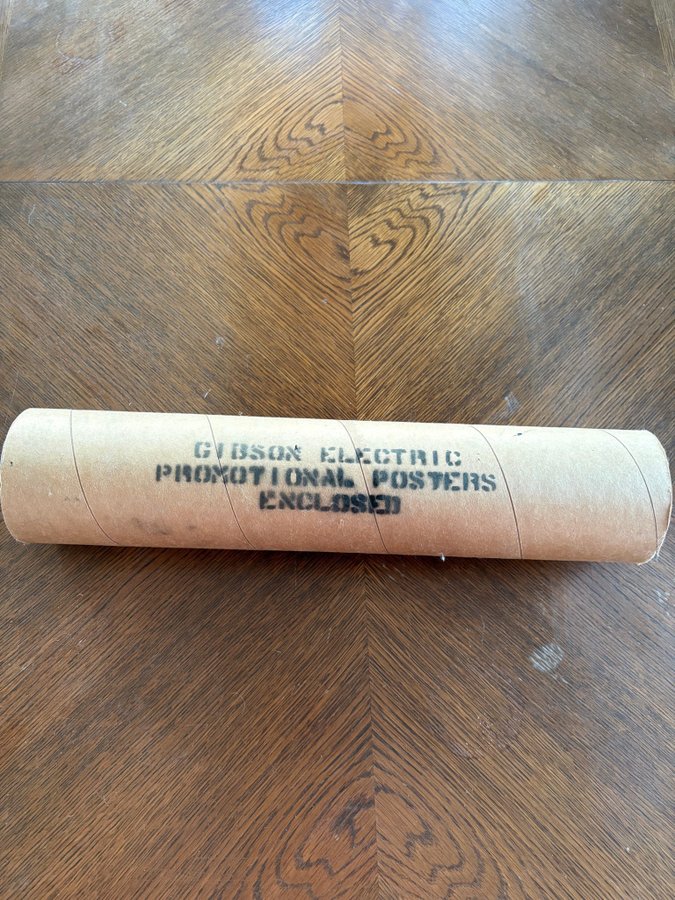 GIBSON ELECTRIC
PROMOTIONAL POSTERS
ENCLOSED